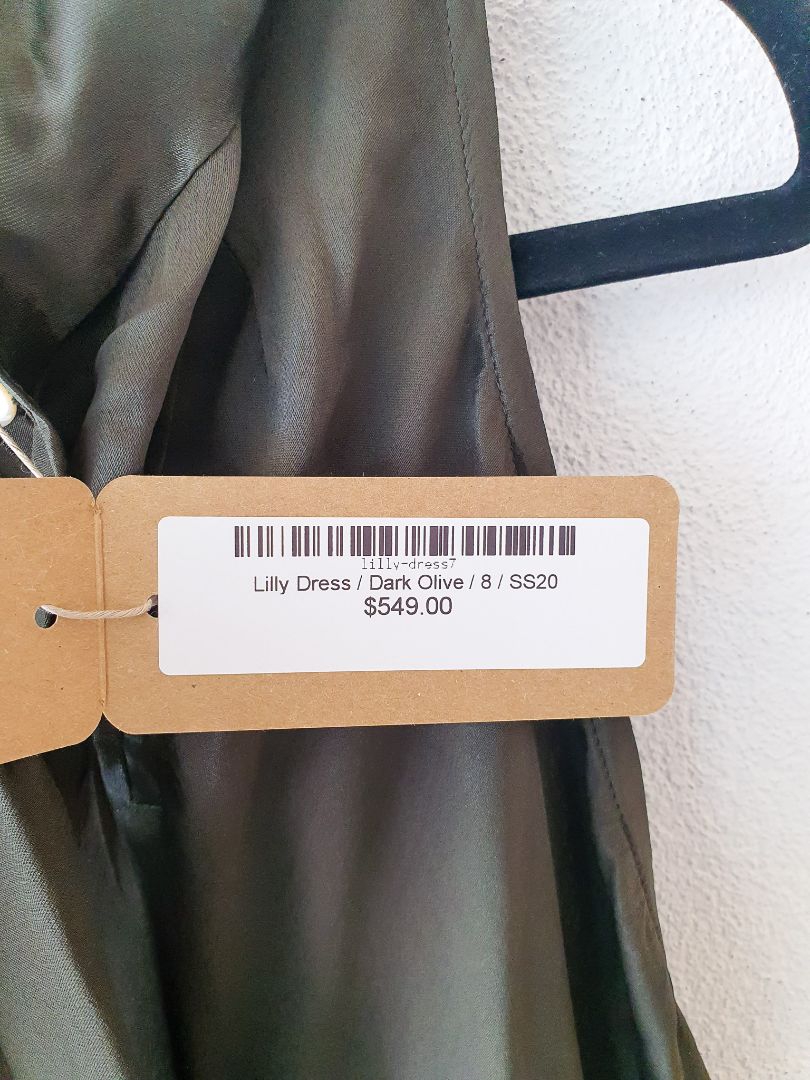 lilly-dress7
Lilly Dress / Dark Olive / 8 / SS20
$549.00